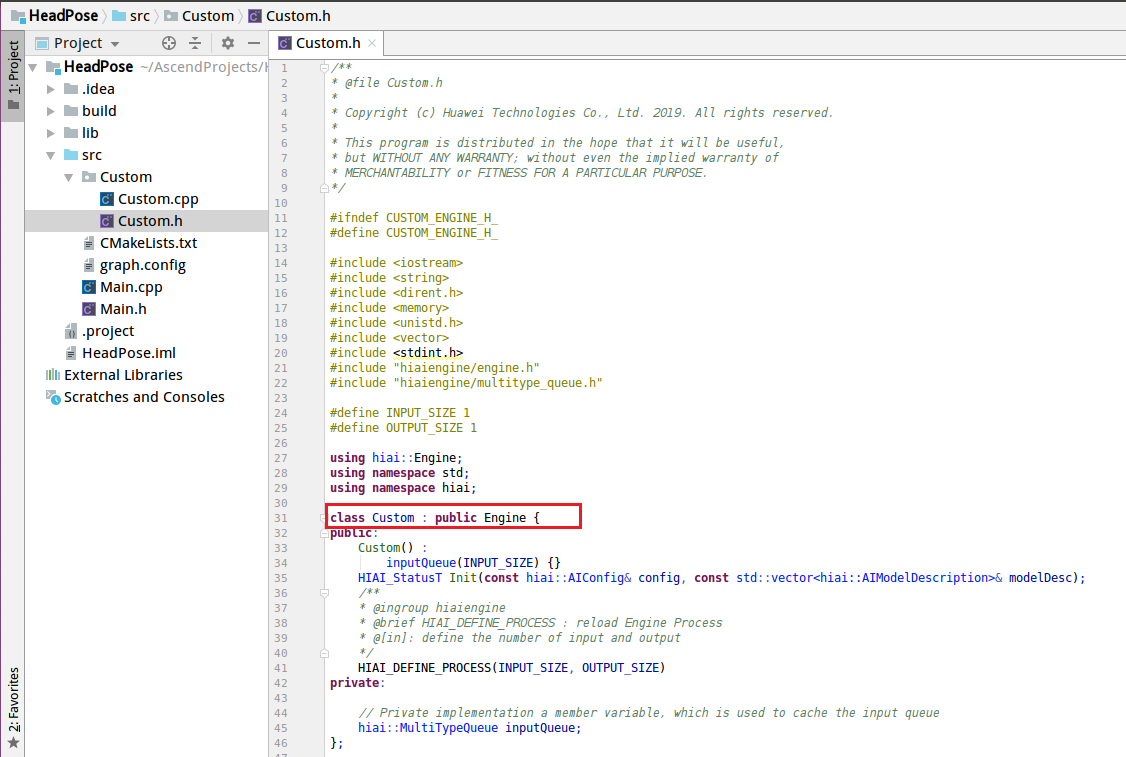 HeadPose src Custom Custom.h
1: Project
Project
Custom.h
HeadPose ~/AscendProjects/H
.idea
build
lib
src
Custom
Custom.cpp
Custom.h
CMakeLists.txt
graph.config
Main.cpp
Main.h
.project
HeadPose.iml
External Libraries
Scratches and Consoles
2: Favorites
1 /**
2 * @file Custom.h
3 *
4 * Copyright (c) Huawei Technologies Co., Ltd. 2019. All rights reserved.
5 *
6 * This program is distributed in the hope that it will be useful,
7 * but WITHOUT ANY WARRANTY; without even the implied warranty of
8 * MERCHANTABILITY or FITNESS FOR A PARTICULAR PURPOSE.
9 */
10
11 #ifndef CUSTOM_ENGINE_H_
12 #define CUSTOM_ENGINE_H_
13
14 #include <iostream>
15 #include <string>
16 #include <dirent.h>
17 #include <memory>
18 #include <unistd.h>
19 #include <vector>
20 #include <stdint.h>
21 #include "hiaiengine/engine.h"
22 #include "hiaiengine/multitype_queue.h"
23
24 #define INPUT_SIZE 1
25 #define OUTPUT_SIZE 1
26
27 using hiai::Engine;
28 using namespace std;
29 using namespace hiai;
30
31 class Custom : public Engine {
32 public:
33 Custom() :
34 inputQueue(INPUT_SIZE) {}
35 HIAI_StatusT Init(const hiai::AIConfig& config, const std::vector<hiai::AIModelDescription>& modelDesc);
36 /**
37 * @ingroup hiaiengine
38 * @brief HIAI_DEFINE_PROCESS : reload Engine Process
39 * @[in]: define the number of input and output
40 */
41 HIAI_DEFINE_PROCESS(INPUT_SIZE, OUTPUT_SIZE)
42 private:
43
44 // Private implementation a member variable, which is used to cache the input queue
45 hiai::MultiTypeQueue inputQueue;
46 };
47